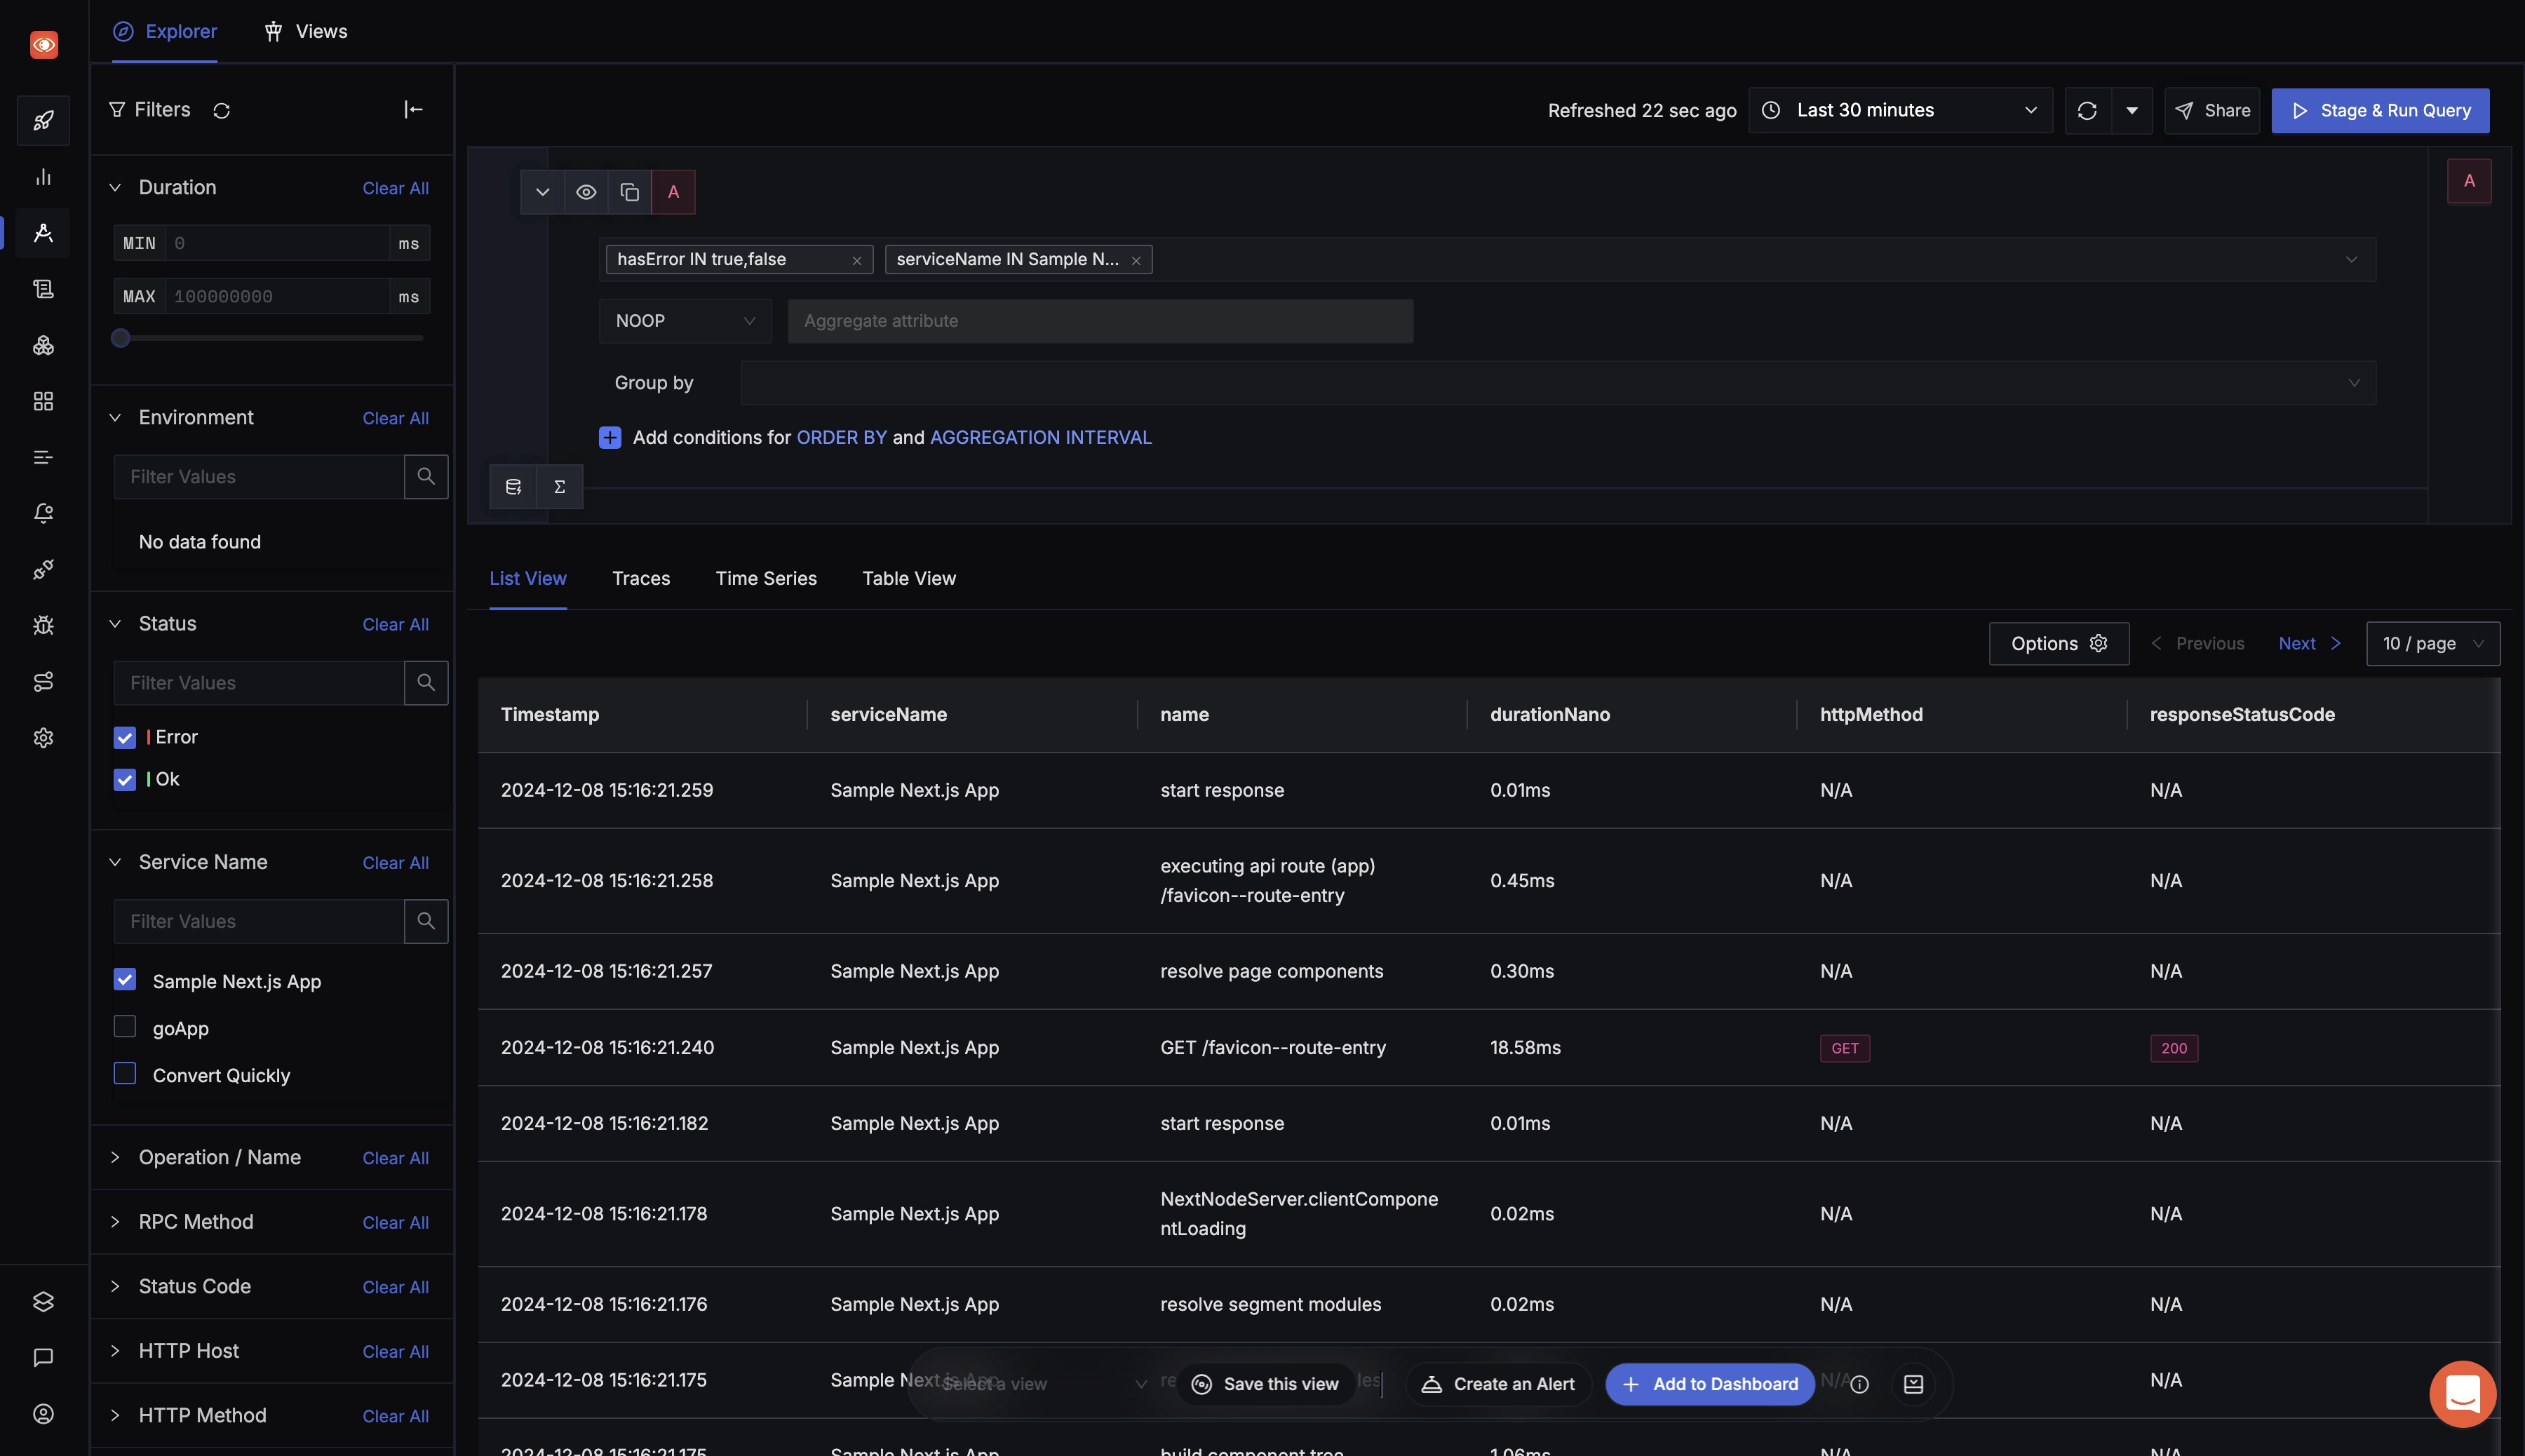 Explorer
Views
Filters
Refreshed 22 sec ago
Last 30 minutes
Share
Stage & Run Query
Duration
Clear All
MIN 0 ms
MAX 100000000 ms
Environment
Clear All
Filter Values
No data found
Status
Clear All
Filter Values
Error
Ok
Service Name
Clear All
Filter Values
Sample Next.js App
goApp
Convert Quickly
Operation / Name
Clear All
RPC Method
Clear All
Status Code
Clear All
HTTP Host
Clear All
HTTP Method
Clear All
A
A
hasError IN true,false
serviceName IN Sample N...
NOOP
Aggregate attribute
Group by
Add conditions for ORDER BY and AGGREGATION INTERVAL
Σ
List View
Traces
Time Series
Table View
Options
Previous
Next
10 / page
Timestamp serviceName name durationNano httpMethod responseStatusCode
2024-12-08 15:16:21.259 Sample Next.js App start response 0.01ms N/A N/A
2024-12-08 15:16:21.258 Sample Next.js App executing api route (app)
/favicon--route-entry 0.45ms N/A N/A
2024-12-08 15:16:21.257 Sample Next.js App resolve page components 0.30ms N/A N/A
2024-12-08 15:16:21.240 Sample Next.js App GET /favicon--route-entry 18.58ms GET 200
2024-12-08 15:16:21.182 Sample Next.js App start response 0.01ms N/A N/A
2024-12-08 15:16:21.178 Sample Next.js App NextNodeServer.clientCompone
ntLoading 0.02ms N/A N/A
2024-12-08 15:16:21.176 Sample Next.js App resolve segment modules 0.02ms N/A N/A
2024-12-08 15:16:21.175 Sample Next.js App N/A N/A
Select a view
Save this view
Create an Alert
Add to Dashboard
2024-12-08 15:16:21.175 Sample Next.js App build component tree 1.06ms N/A N/A